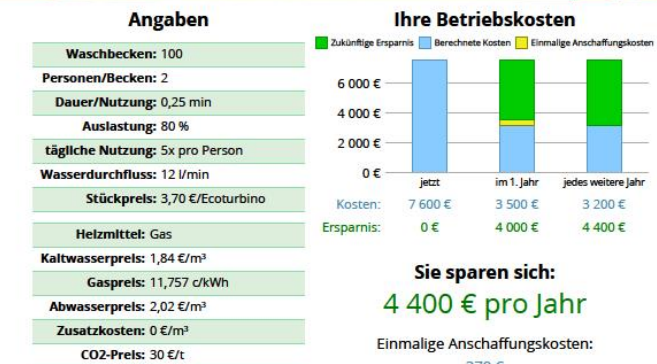 Angaben
Waschbecken: 100
Personen/Becken: 2
Dauer/Nutzung: 0,25 min
Auslastung: 80 %
tägliche Nutzung: 5x pro Person
Wasserdurchfluss: 12 l/min
Stückpreis: 3,70 €/Ecoturbino
Heizmittel: Gas
Kaltwasserpreis: 1,84 €/m³
Gaspreis: 11,757 c/kWh
Abwasserpreis: 2,02 €/m³
Zusatzkosten: 0 €/m³
CO2-Preis: 30 €/t
Ihre Betriebskosten
Zukünftige Ersparnis Berechnete Kosten Einmalige Anschaffungskosten
6 000 €
4 000 €
2 000 €
0 €
jetzt im 1. Jahr jedes weitere Jahr
Kosten: 7 600 € 3 500 € 3 200 €
Ersparnis: 0 € 4 000 € 4 400 €
Sie sparen sich:
4 400 € pro Jahr
Einmalige Anschaffungskosten: